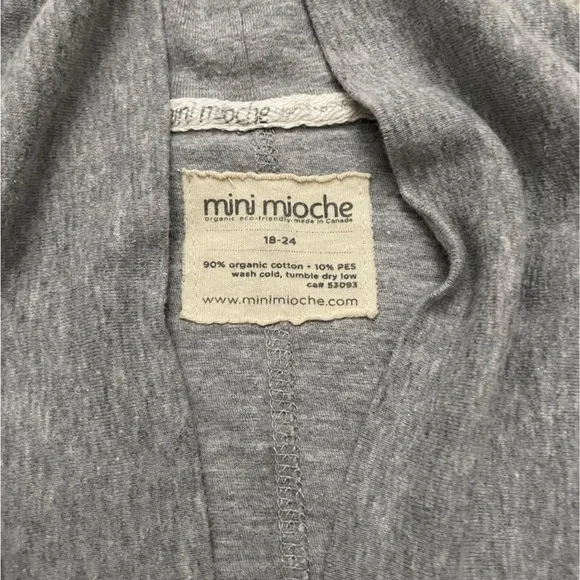 mini mioche
mini mioche
organic eco-friendly made in Canada
18-24
90% organic cotton • 10% PES
wash cold, tumble dry low
ca# 53093
www.minimioche.com